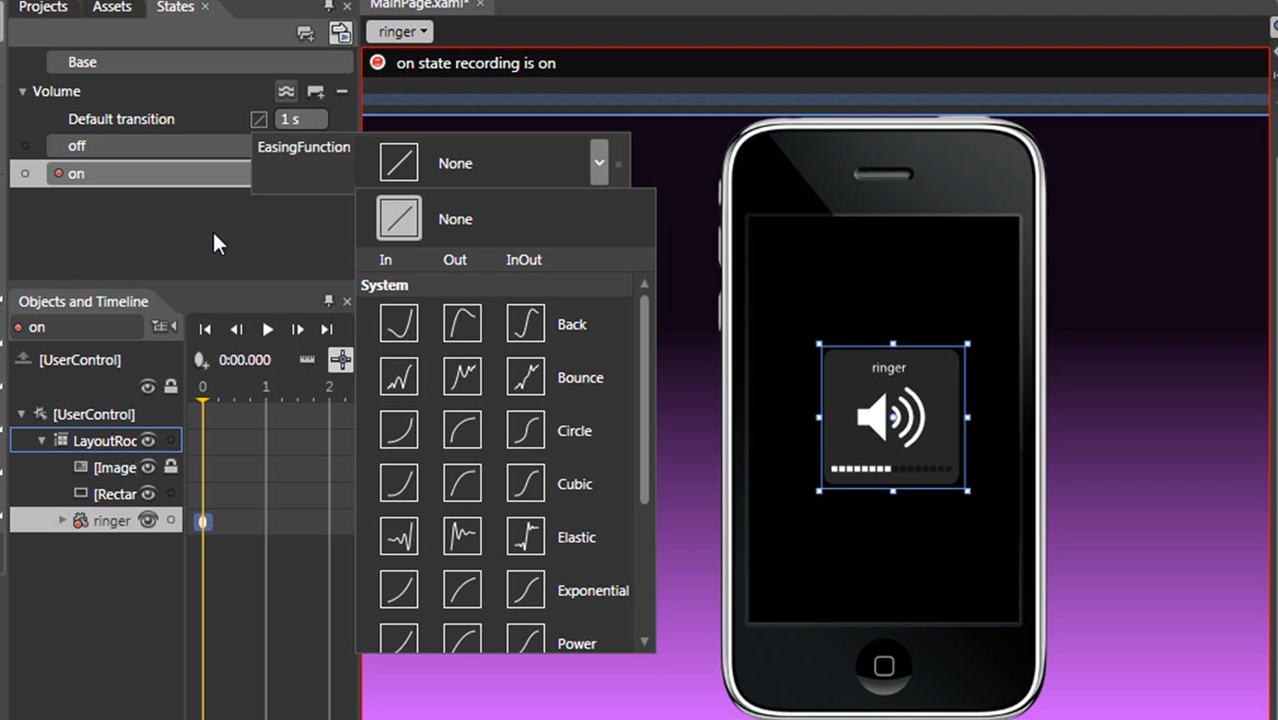 Projects Assets States ×
MainPage.xaml* ×
ringer
on state recording is on
Base
Volume
Default transition 1 s
off
on
EasingFunction
None
None
In Out InOut
System
Back
Bounce
Circle
Cubic
Elastic
Exponential
Power
Objects and Timeline ×
on
[UserControl] 0:00.000
0 1 2
[UserControl]
LayoutRoc
[Image
[Rectar
ringer
ringer